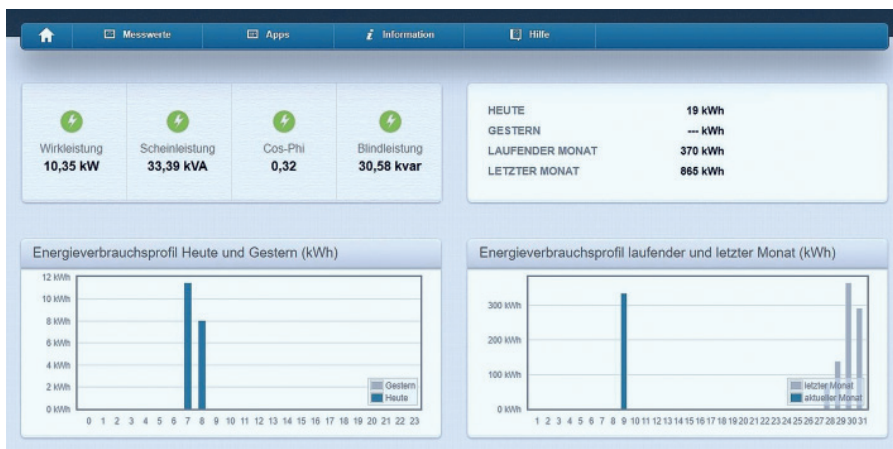 Messwerte Apps Information Hilfe
Wirkleistung Scheinleistung Cos-Phi Blindleistung
10,35 kW 33,39 kVA 0,32 30,58 kvar
HEUTE 19 kWh
GESTERN --- kWh
LAUFENDER MONAT 370 kWh
LETZTER MONAT 865 kWh
Energieverbrauchsprofil Heute und Gestern (kWh)
12 kWh
10 kWh
8 kWh
6 kWh
4 kWh
2 kWh
0 kWh
Gestern
Heute
0 1 2 3 4 5 6 7 8 9 10 11 12 13 14 15 16 17 18 19 20 21 22 23
Energieverbrauchsprofil laufender und letzter Monat (kWh)
300 kWh
200 kWh
100 kWh
0 kWh
letzter Monat
aktueller Monat
1 2 3 4 5 6 7 8 9 10 11 12 13 14 15 16 17 18 19 20 21 22 23 24 25 26 27 28 29 30 31